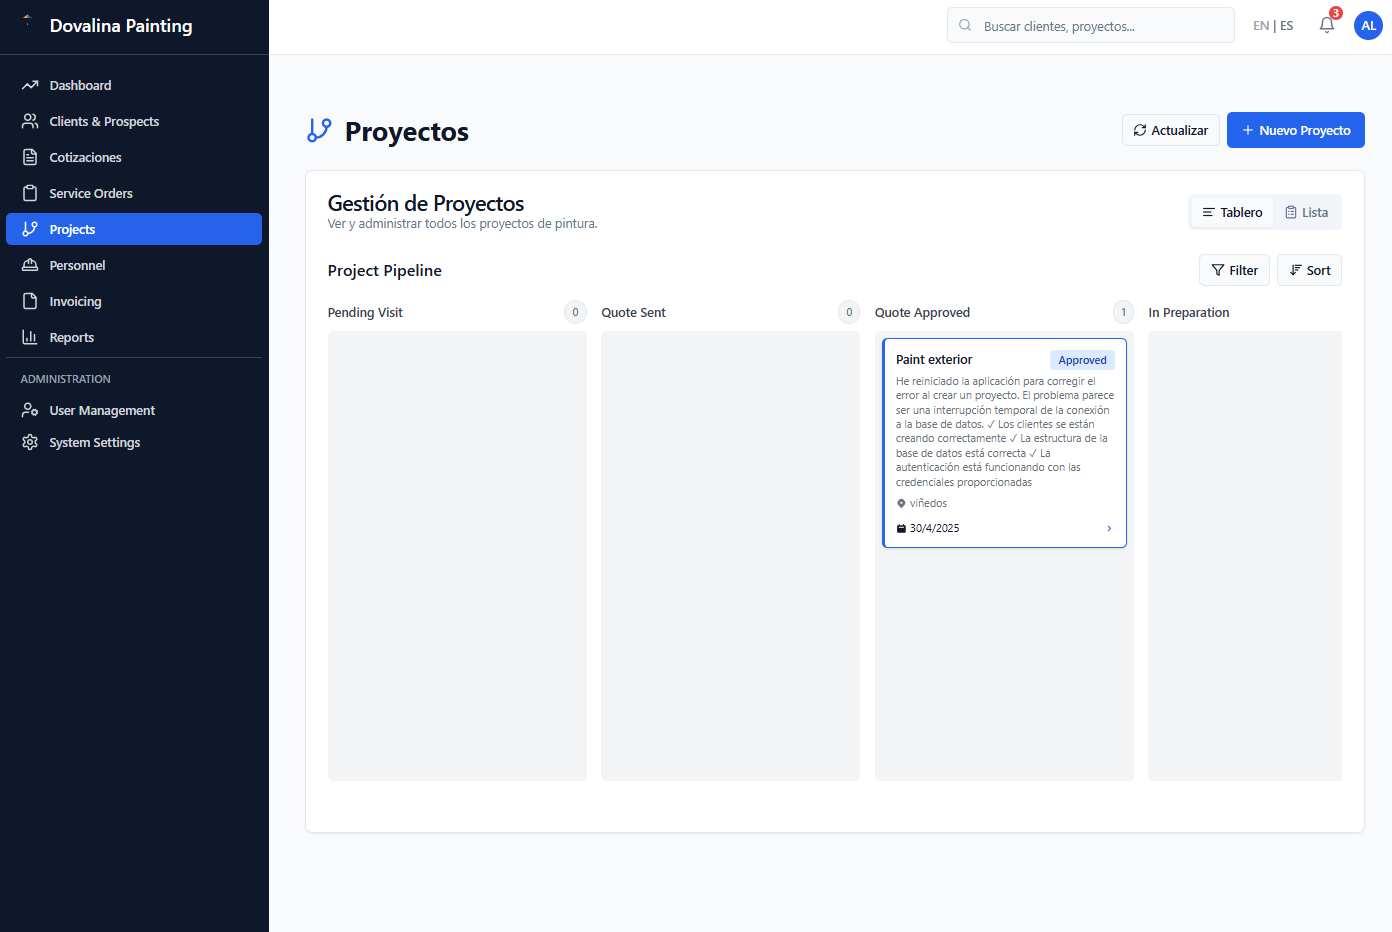 Dovalina Painting
Buscar clientes, proyectos...
EN | ES
3
AL
Dashboard
Clients & Prospects
Cotizaciones
Service Orders
Projects
Personnel
Invoicing
Reports
ADMINISTRATION
User Management
System Settings
Proyectos
Actualizar
+ Nuevo Proyecto
Gestión de Proyectos
Ver y administrar todos los proyectos de pintura.
Tablero
Lista
Project Pipeline
Filter
Sort
Pending Visit
0
Quote Sent
0
Quote Approved
1
In Preparation
Paint exterior
Approved
He reiniciado la aplicación para corregir el
error al crear un proyecto. El problema parece
ser una interrupción temporal de la conexión
a la base de datos. ✓ Los clientes se están
creando correctamente ✓ La estructura de la
base de datos está correcta ✓ La
autenticación está funcionando con las
credenciales proporcionadas
viñedos
30/4/2025